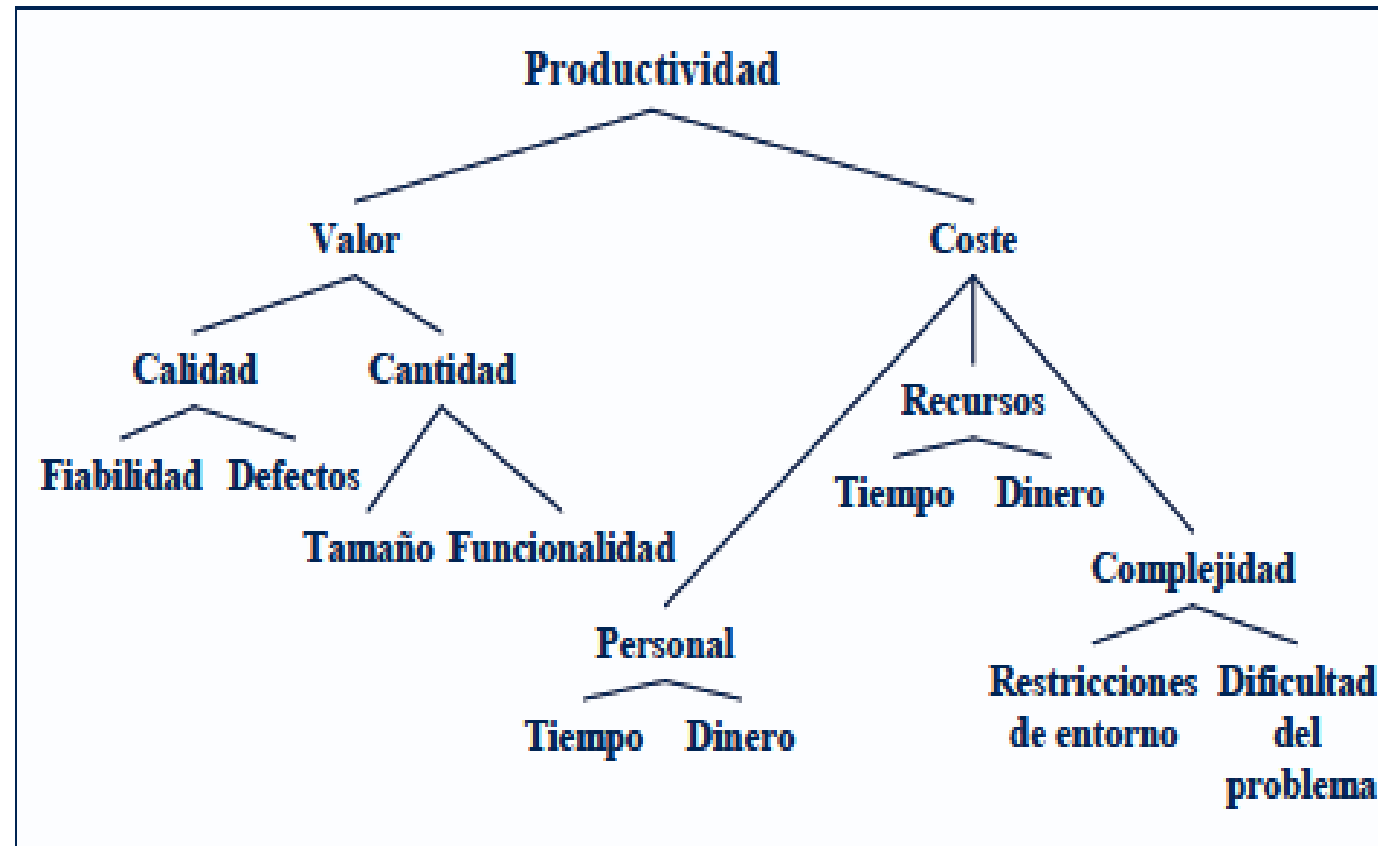 Productividad
Valor
Coste
Calidad
Cantidad
Recursos
Fiabilidad
Defectos
Tiempo
Dinero
Tamaño
Funcionalidad
Complejidad
Personal
Restricciones
de entorno
Dificultad
del
problema
Tiempo
Dinero